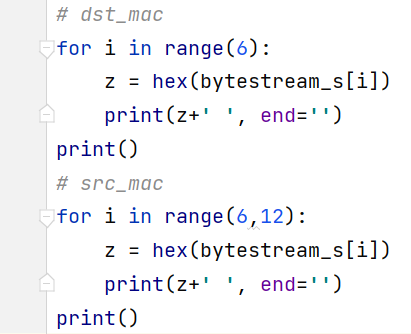 # dst_mac
for i in range(6):
    z = hex(bytestream_s[i])
    print(z+' ', end='')
print()
# src_mac
for i in range(6,12):
    z = hex(bytestream_s[i])
    print(z+' ', end='')
print()